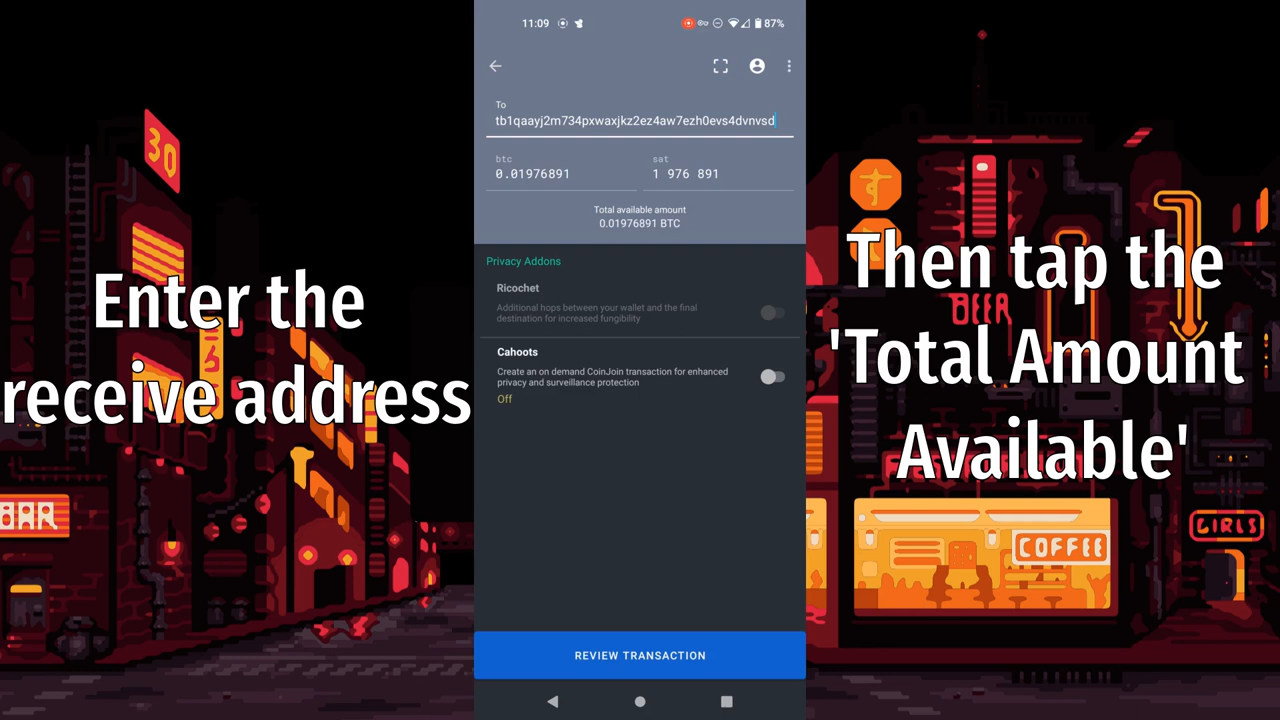 11:09
87%
To
tb1qaayj2m734pxwaxjkz2ez4aw7ezh0evs4dvnvsd
btc
sat
0.01976891
1 976 891
Total available amount
0.01976891 BTC
Privacy Addons
Ricochet
Additional hops between your wallet and the final
destination for increased fungibility
Cahoots
Create an on demand CoinJoin transaction for enhanced
privacy and surveillance protection
Off
REVIEW TRANSACTION
Enter the
receive address
Then tap the
'Total Amount
Available'
30
BAR
BEER
COFFEE
GIRLS